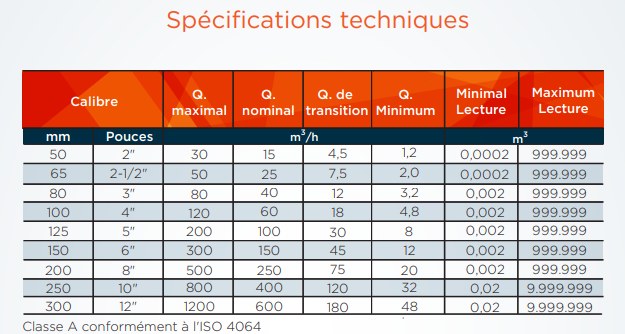 Spécifications techniques
Calibre Q. maximal Q. nominal Q. de transition Q. Minimum Minimal Lecture Maximum Lecture
mm Pouces m³/h m³
50 2" 30 15 4,5 1,2 0,0002 999.999
65 2-1/2" 50 25 7,5 2,0 0,0002 999.999
80 3" 80 40 12 3,2 0,002 999.999
100 4" 120 60 18 4,8 0,002 999.999
125 5" 200 100 30 8 0,002 999.999
150 6" 300 150 45 12 0,002 999.999
200 8" 500 250 75 20 0,002 999.999
250 10" 800 400 120 32 0,02 9.999.999
300 12" 1200 600 180 48 0,02 9.999.999
Classe A conformément à l'ISO 4064